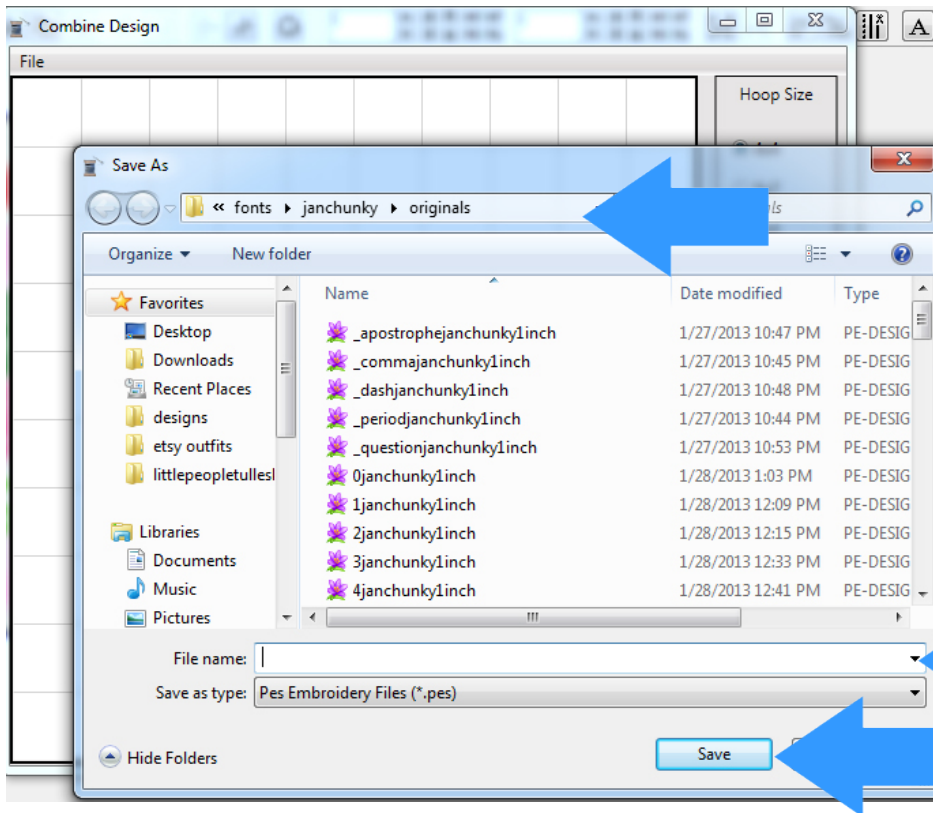 Combine Design
A
File
Hoop Size
Save As
« fonts ▸ janchunky ▸ originals
Organize ▾ New folder
Favorites
Desktop
Downloads
Recent Places
designs
etsy outfits
littlepeopletullesl
Libraries
Documents
Music
Pictures
Name Date modified Type
_apostrophejanchunky1inch 1/27/2013 10:47 PM PE-DESIG
_commajanchunky1inch 1/27/2013 10:45 PM PE-DESIG
_dashjanchunky1inch 1/27/2013 10:48 PM PE-DESIG
_periodjanchunky1inch 1/27/2013 10:44 PM PE-DESIG
_questionjanchunky1inch 1/27/2013 10:53 PM PE-DESIG
0janchunky1inch 1/28/2013 1:03 PM PE-DESIG
1janchunky1inch 1/28/2013 12:09 PM PE-DESIG
2janchunky1inch 1/28/2013 12:15 PM PE-DESIG
3janchunky1inch 1/28/2013 12:33 PM PE-DESIG
4janchunky1inch 1/28/2013 12:41 PM PE-DESIG
File name:
Save as type: Pes Embroidery Files (*.pes)
Hide Folders
Save